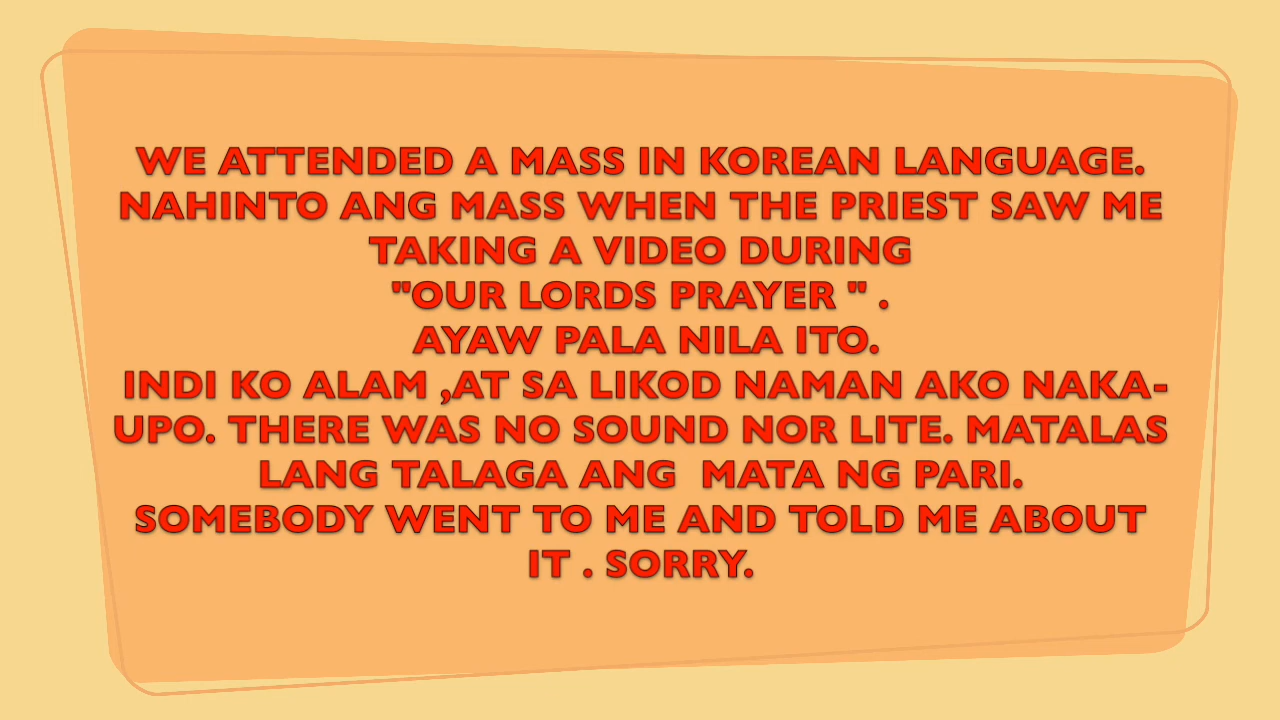 WE ATTENDED A MASS IN KOREAN LANGUAGE.
NAHINTO ANG MASS WHEN THE PRIEST SAW ME
TAKING A VIDEO DURING
"OUR LORDS PRAYER " .
AYAW PALA NILA ITO.
INDI KO ALAM ,AT SA LIKOD NAMAN AKO NAKA-
UPO. THERE WAS NO SOUND NOR LITE. MATALAS
LANG TALAGA ANG  MATA NG PARI.
SOMEBODY WENT TO ME AND TOLD ME ABOUT
IT . SORRY.